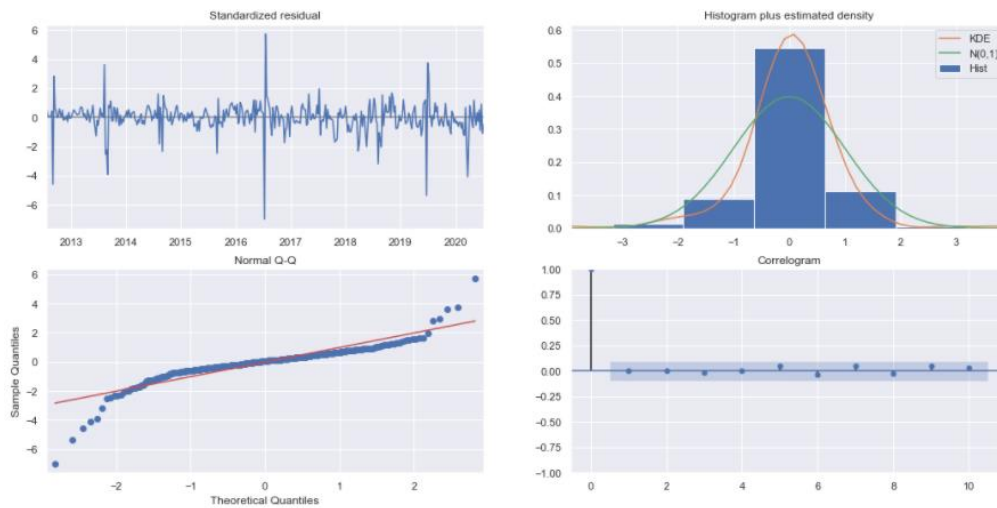 Standardized residual
6
4
2
0
−2
−4
−6
2013 2014 2015 2016 2017 2018 2019 2020
Histogram plus estimated density
KDE
N(0,1)
Hist
0.6
0.5
0.4
0.3
0.2
0.1
0.0
−3 −2 −1 0 1 2 3
Normal Q-Q
Sample Quantiles
6
4
2
0
−2
−4
−6
−2 −1 0 1 2
Theoretical Quantiles
Correlogram
1.00
0.75
0.50
0.25
0.00
−0.25
−0.50
−0.75
−1.00
0 2 4 6 8 10